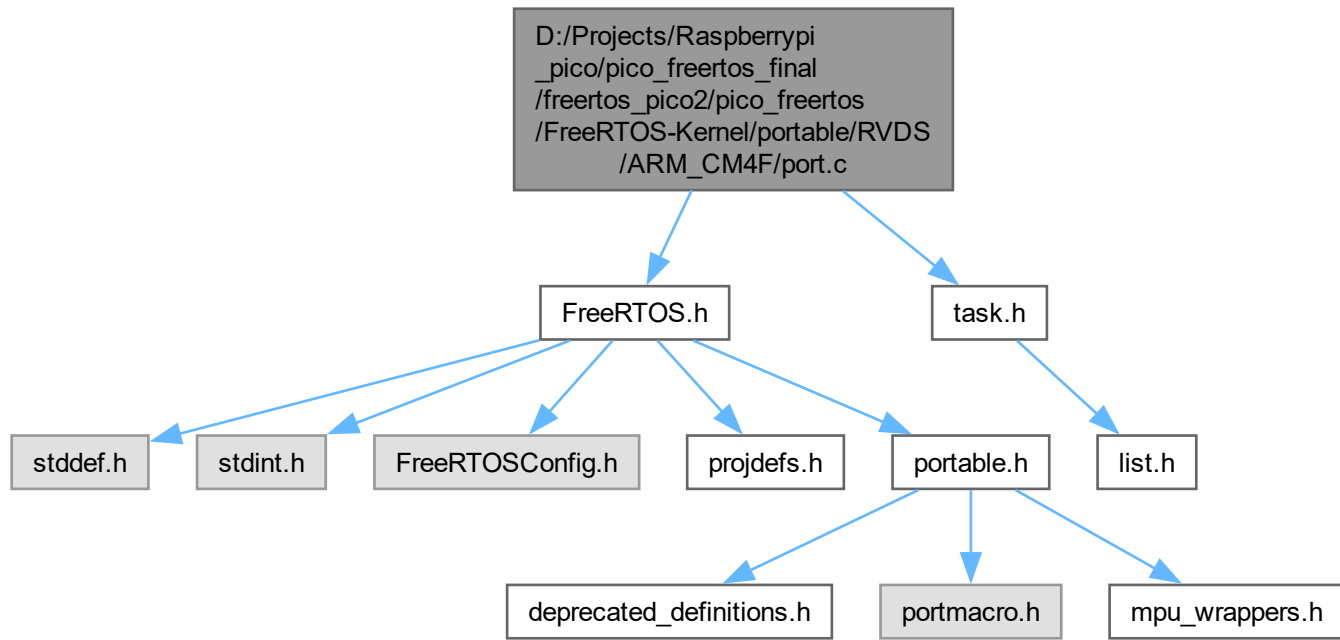 D:/Projects/Raspberrypi
_pico/pico_freertos_final
/freertos_pico2/pico_freertos
/FreeRTOS-Kernel/portable/RVDS
/ARM_CM4F/port.c
FreeRTOS.h
task.h
stddef.h
stdint.h
FreeRTOSConfig.h
projdefs.h
portable.h
list.h
deprecated_definitions.h
portmacro.h
mpu_wrappers.h